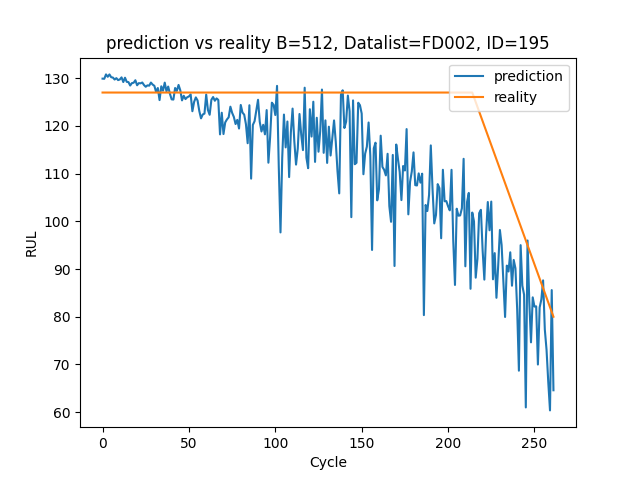 prediction vs reality B=512, Datalist=FD002, ID=195
prediction
reality
RUL
130
120
110
100
90
80
70
60
0 50 100 150 200 250
Cycle